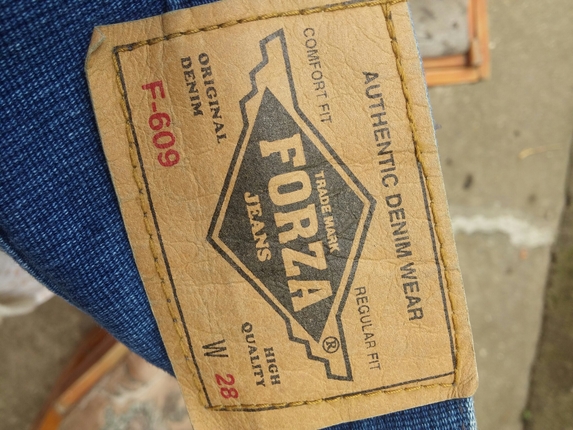 AUTHENTIC DENIM WEAR
COMFORT FIT
REGULAR FIT
TRADE MARK
FORZA ®
JEANS
ORIGINAL
DENIM
HIGH
QUALITY
F-609
W 28